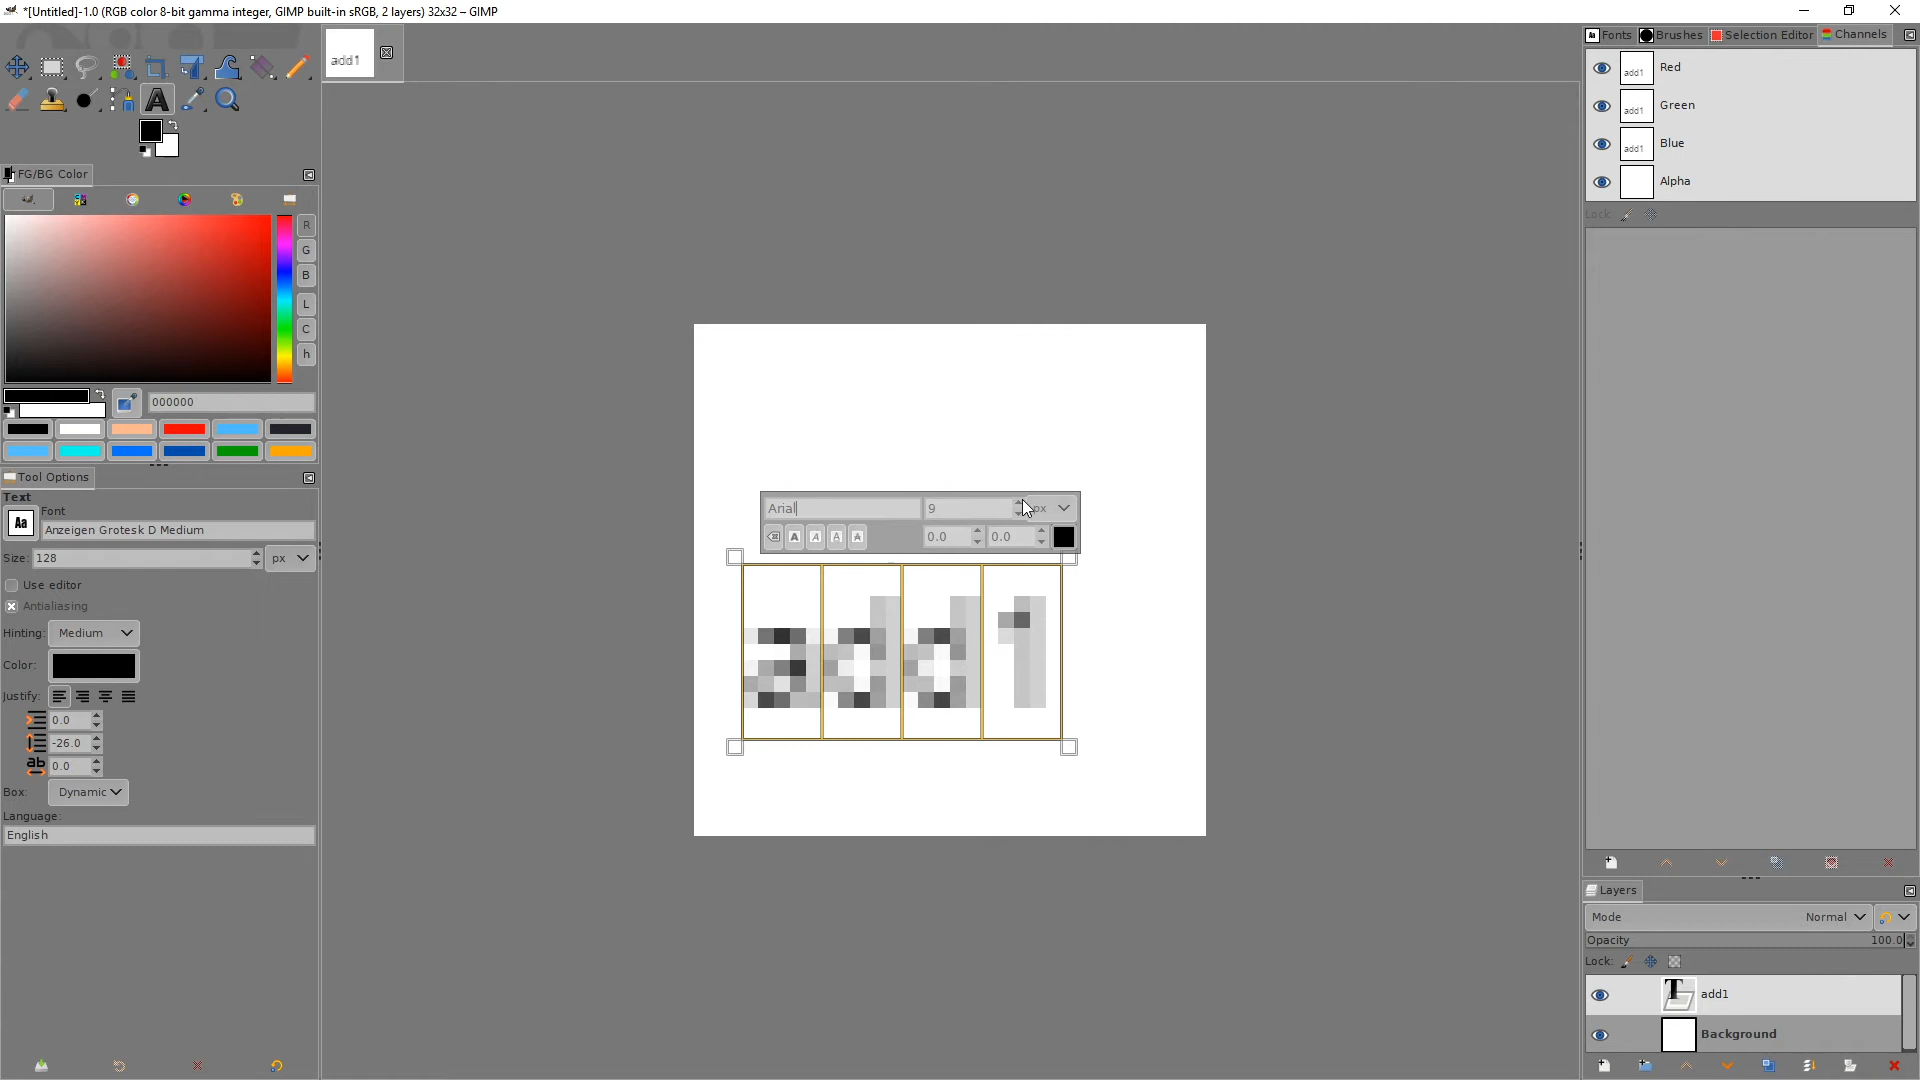 *[Untitled]-1.0 (RGB color 8-bit gamma integer, GIMP built-in sRGB, 2 layers) 32x32 – GIMP
add1
FG/BG Color
R
G
B
L
C
h
000000
Tool Options
Text
Font
Aa
Anzeigen Grotesk D Medium
Size: 128
px
Use editor
Antialiasing
Hinting: Medium
Color:
Justify:
0.0
-26.0
ab 0.0
Box: Dynamic
Language:
English
Arial
9
px
A A A A
0.0
0.0
add1
Fonts
Brushes
Selection Editor
Channels
add1 Red
add1 Green
add1 Blue
Alpha
Lock:
Layers
Mode Normal
Opacity 100.0
Lock:
add1
Background